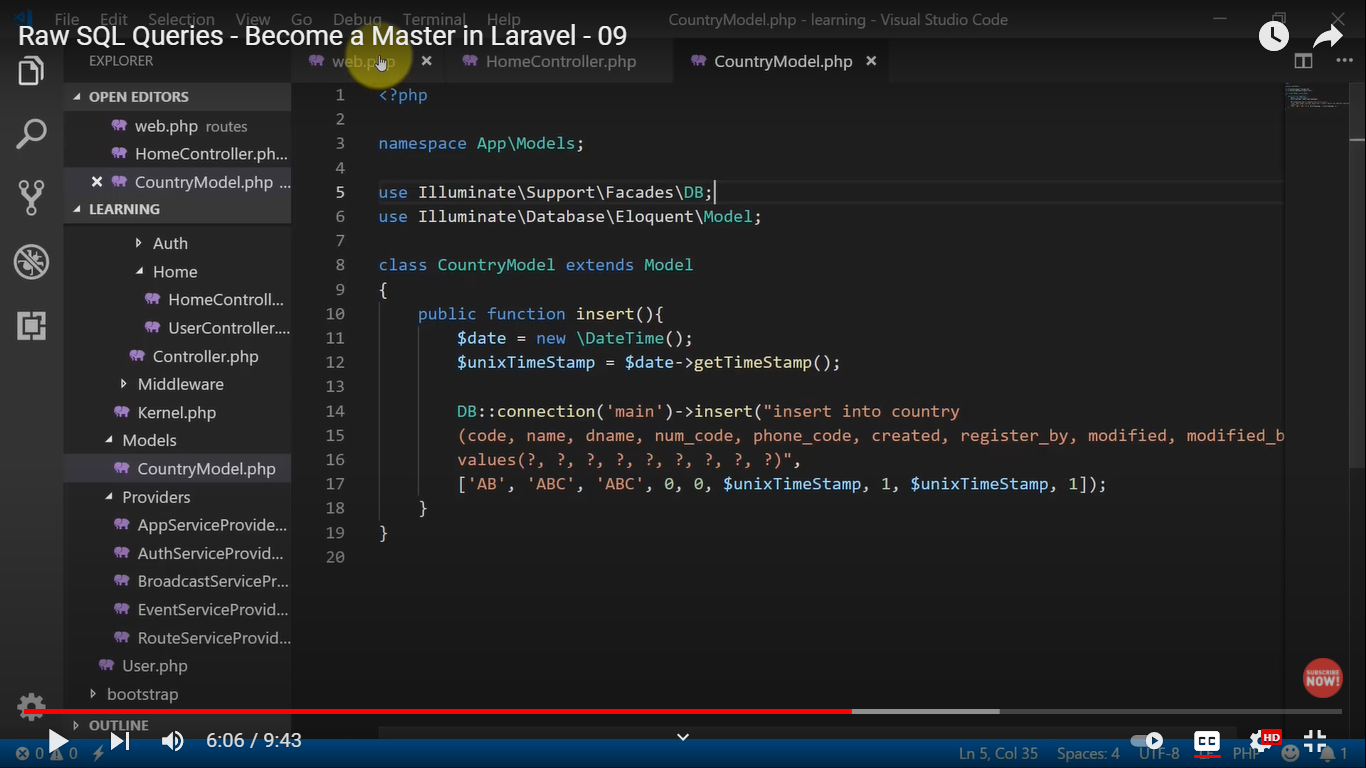 File Edit Selection View Go Debug Terminal Help
CountryModel.php - learning - Visual Studio Code
Raw SQL Queries - Become a Master in Laravel - 09
EXPLORER
web.php
HomeController.php
CountryModel.php
OPEN EDITORS
web.php routes
HomeController.ph...
CountryModel.php ...
LEARNING
Auth
Home
HomeControll...
UserController....
Controller.php
Middleware
Kernel.php
Models
CountryModel.php
Providers
AppServiceProvide...
AuthServiceProvid...
BroadcastServicePr...
EventServiceProvid...
RouteServiceProvid...
User.php
bootstrap
OUTLINE
1 <?php
2
3 namespace App\Models;
4
5 use Illuminate\Support\Facades\DB;
6 use Illuminate\Database\Eloquent\Model;
7
8 class CountryModel extends Model
9 {
10 public function insert(){
11 $date = new \DateTime();
12 $unixTimeStamp = $date->getTimeStamp();
13
14 DB::connection('main')->insert("insert into country
15 (code, name, dname, num_code, phone_code, created, register_by, modified, modified_b
16 values(?, ?, ?, ?, ?, ?, ?, ?, ?)",
17 ['AB', 'ABC', 'ABC', 0, 0, $unixTimeStamp, 1, $unixTimeStamp, 1]);
18 }
19 }
20
SUBSCRIBE
NOW!
6:06 / 9:43
CC
HD
0 0
Ln 5, Col 35 Spaces: 4 UTF-8 LF PHP 1